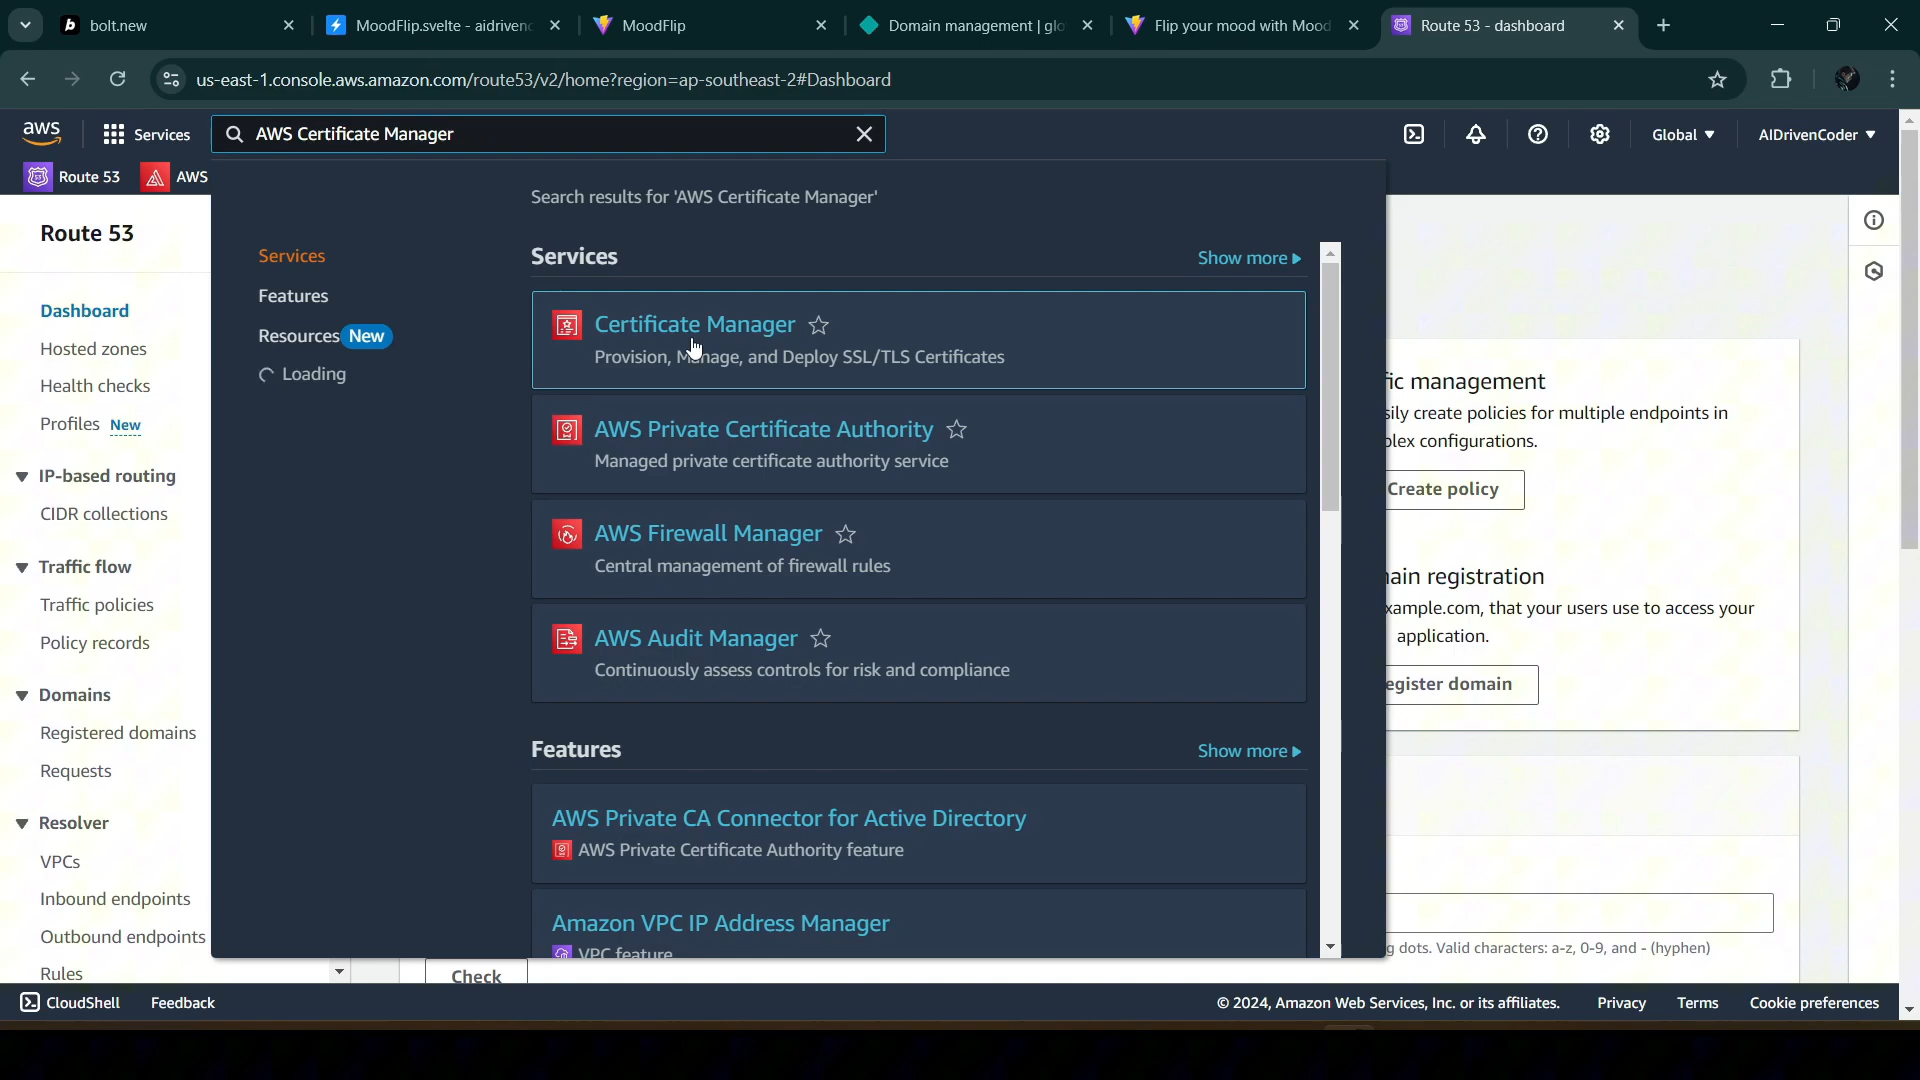 bolt.new
MoodFlip.svelte - aidrivenc
MoodFlip
Domain management | glo
Flip your mood with Mood
Route 53 - dashboard
us-east-1.console.aws.amazon.com/route53/v2/home?region=ap-southeast-2#Dashboard
aws
Services
AWS Certificate Manager
Global
AIDrivenCoder
Route 53
AWS
Search results for 'AWS Certificate Manager'
Route 53
Services
Services
Show more
Features
Dashboard
Certificate Manager
Resources New
Hosted zones
Provision, Manage, and Deploy SSL/TLS Certificates
Loading
Health checks
fic management
sily create policies for multiple endpoints in
Profiles New
AWS Private Certificate Authority
plex configurations.
Managed private certificate authority service
IP-based routing
Create policy
CIDR collections
AWS Firewall Manager
Central management of firewall rules
Traffic flow
ain registration
Traffic policies
xample.com, that your users use to access your
application.
Policy records
AWS Audit Manager
Continuously assess controls for risk and compliance
egister domain
Domains
Registered domains
Features
Show more
Requests
Resolver
AWS Private CA Connector for Active Directory
AWS Private Certificate Authority feature
VPCs
Inbound endpoints
Amazon VPC IP Address Manager
Outbound endpoints
VPC feature
g dots. Valid characters: a-z, 0-9, and - (hyphen)
Rules
Check
CloudShell
Feedback
© 2024, Amazon Web Services, Inc. or its affiliates.
Privacy
Terms
Cookie preferences